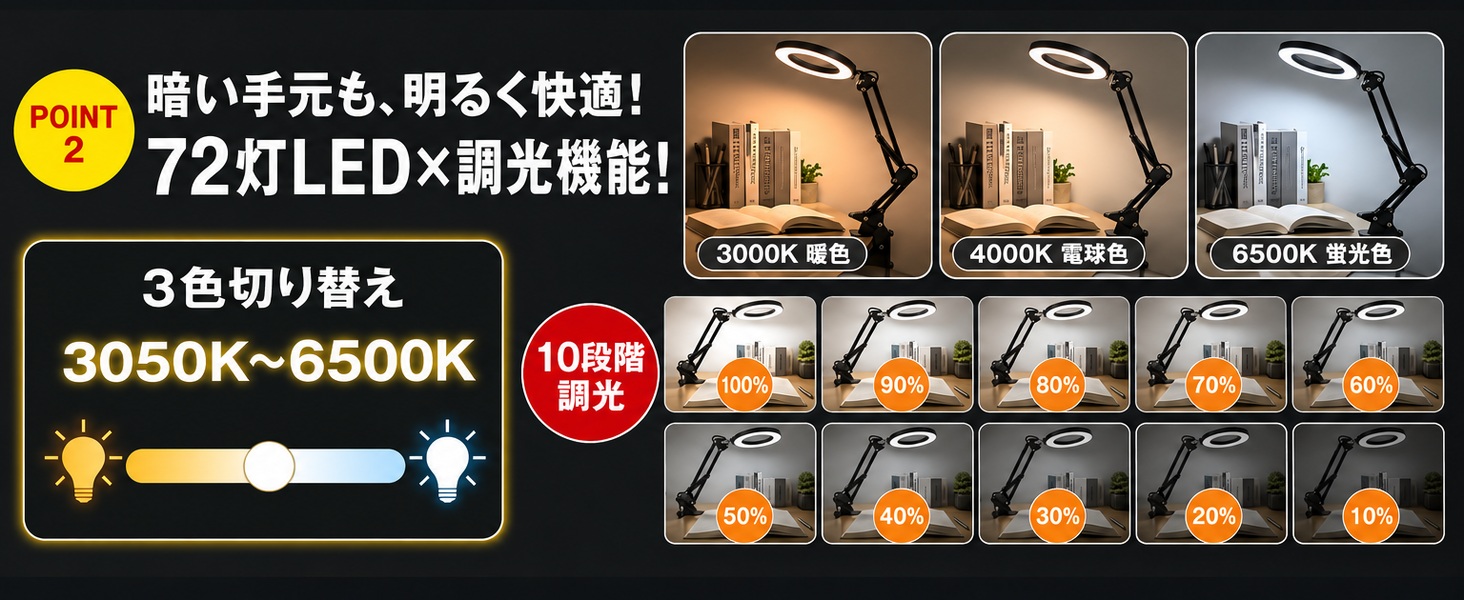 POINT
2
暗い手元も、明るく快適！
72灯LED×調光機能！
3色切り替え
3050K～6500K
3000K 暖色
4000K 電球色
6500K 蛍光色
10段階
調光
100%
90%
80%
70%
60%
50%
40%
30%
20%
10%